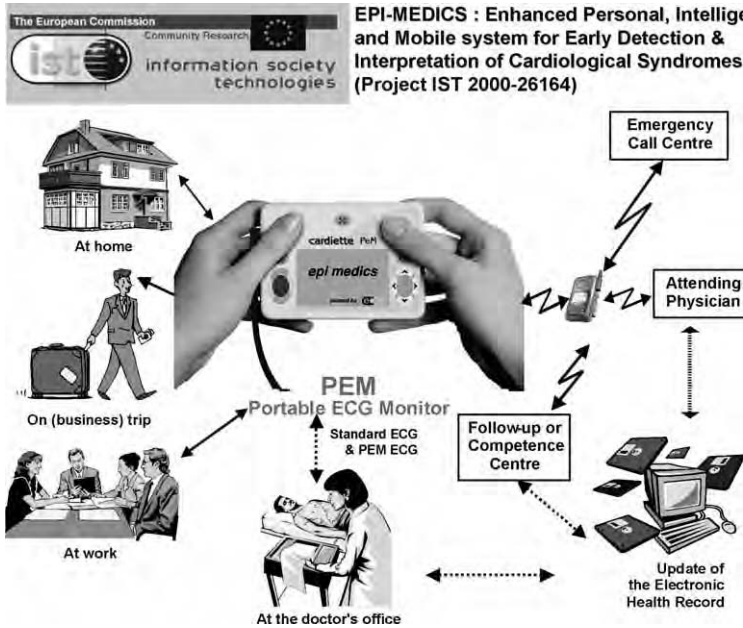 The European Commission
Community Research
ist
information society
technologies
EPI-MEDICS : Enhanced Personal, Intellige
and Mobile system for Early Detection &
Interpretation of Cardiological Syndromes
(Project IST 2000-26164)
Emergency
Call Centre
At home
cardiette PeM
epi medics
Attending
Physician
On (business) trip
PEM
Portable ECG Monitor
Standard ECG
& PEM ECG
Follow-up or
Competence
Centre
At work
Update of
the Electronic
Health Record
At the doctor's office